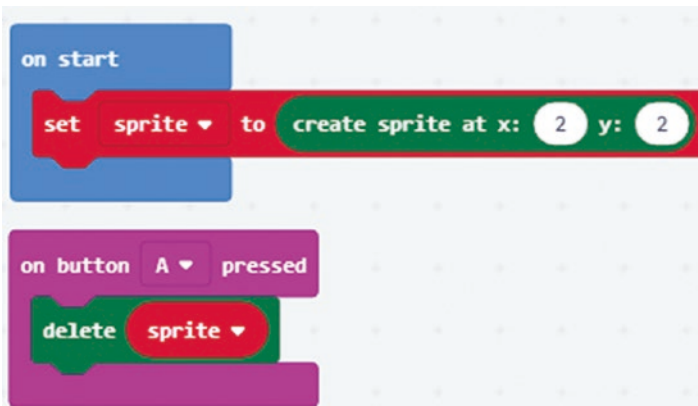 on start
set sprite to create sprite at x: 2 y: 2
on button A pressed
delete sprite